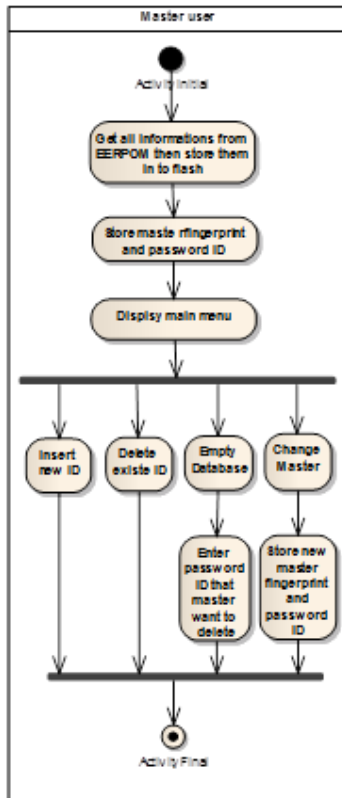 Master user
Activity Initial
Get all informations from
EERPOM then store them
in to flash
Store maste rfingerprint
and password ID
Display main menu
Insert
new ID
Delete
existe ID
Empty
Database
Change
Master
Enter
password
ID that
master
want to
delete
Store new
master
fingerprint
and
password
ID
Activity Final